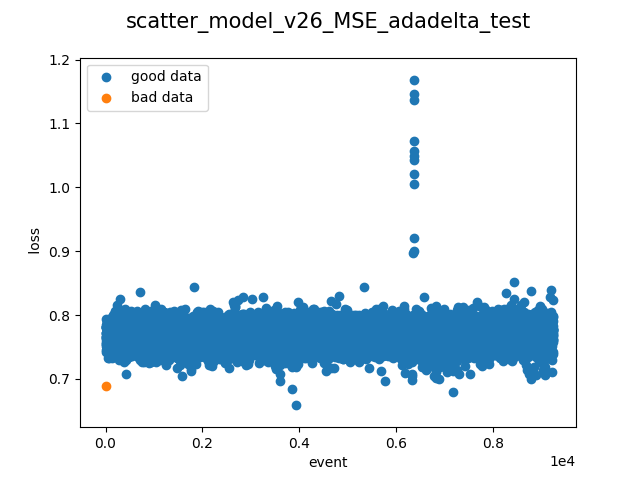 scatter_model_v26_MSE_adadelta_test
good data
bad data
1.2
1.1
1.0
0.9
0.8
0.7
loss
0.0
0.2
0.4
0.6
0.8
1e4
event